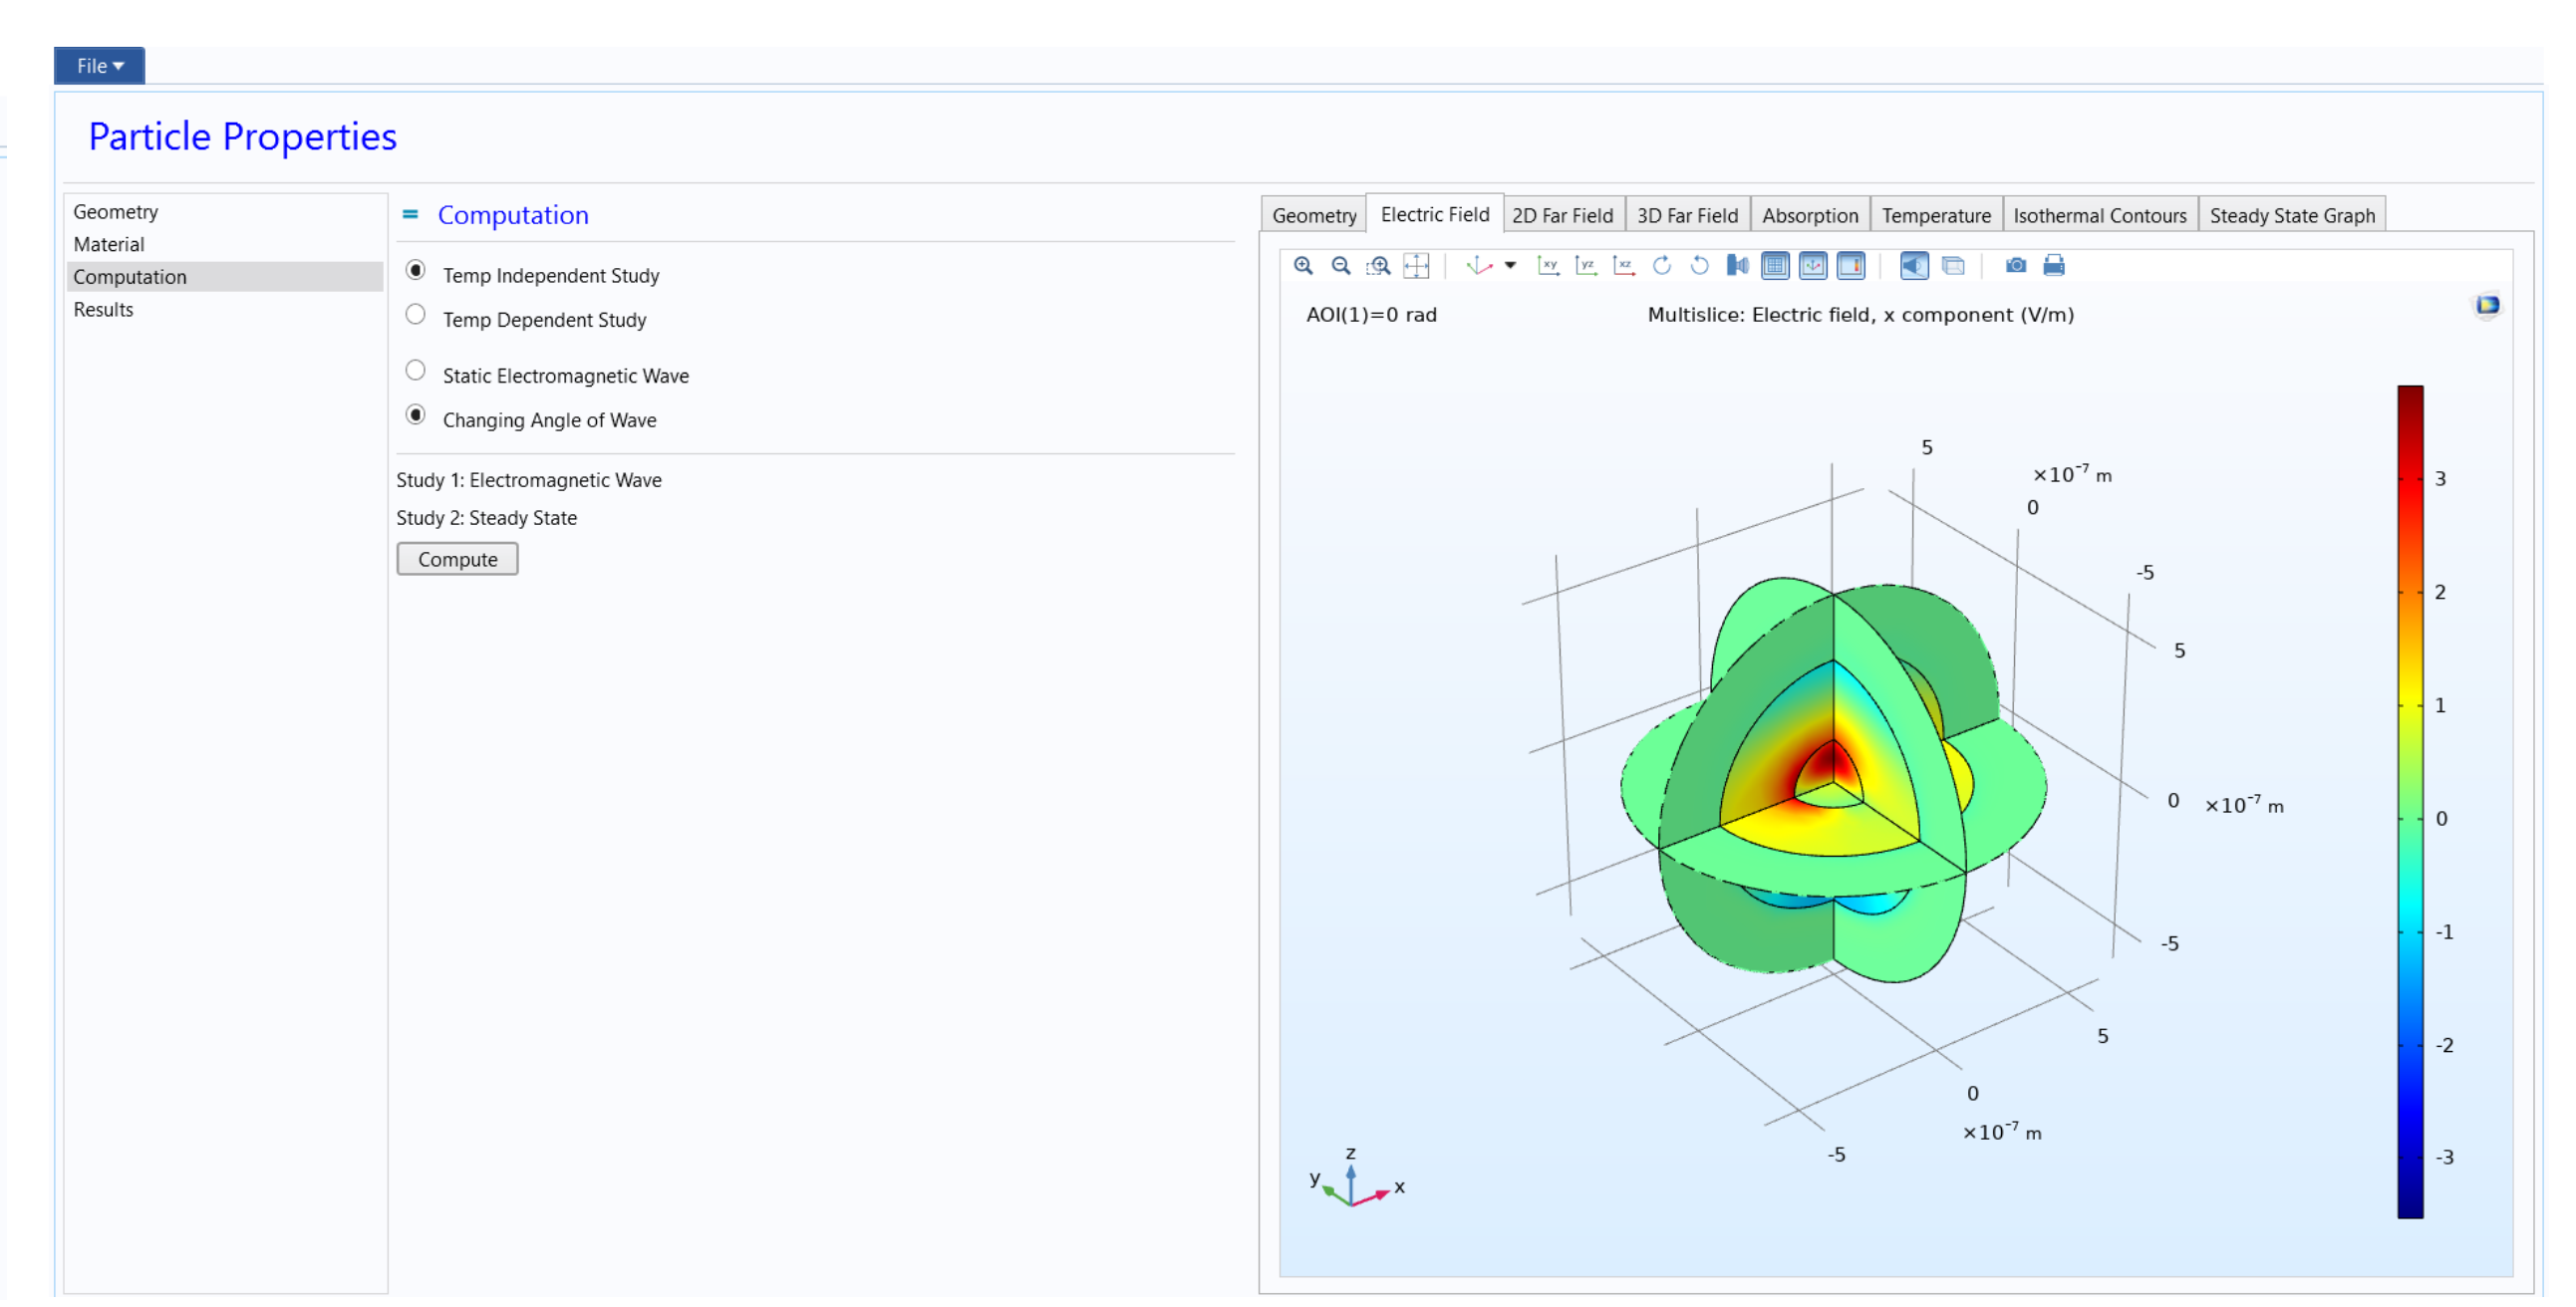 File
Particle Properties
Geometry
Material
Computation
Results
= Computation
Temp Independent Study
Temp Dependent Study
Static Electromagnetic Wave
Changing Angle of Wave
Study 1: Electromagnetic Wave
Study 2: Steady State
Compute
Geometry Electric Field 2D Far Field 3D Far Field Absorption Temperature Isothermal Contours Steady State Graph
xy yz xz
AOI(1)=0 rad Multislice: Electric field, x component (V/m)
5
×10⁻⁷ m
0
-5
5
0 ×10⁻⁷ m
-5
5
0
×10⁻⁷ m
-5
z
y x
3
2
1
0
-1
-2
-3